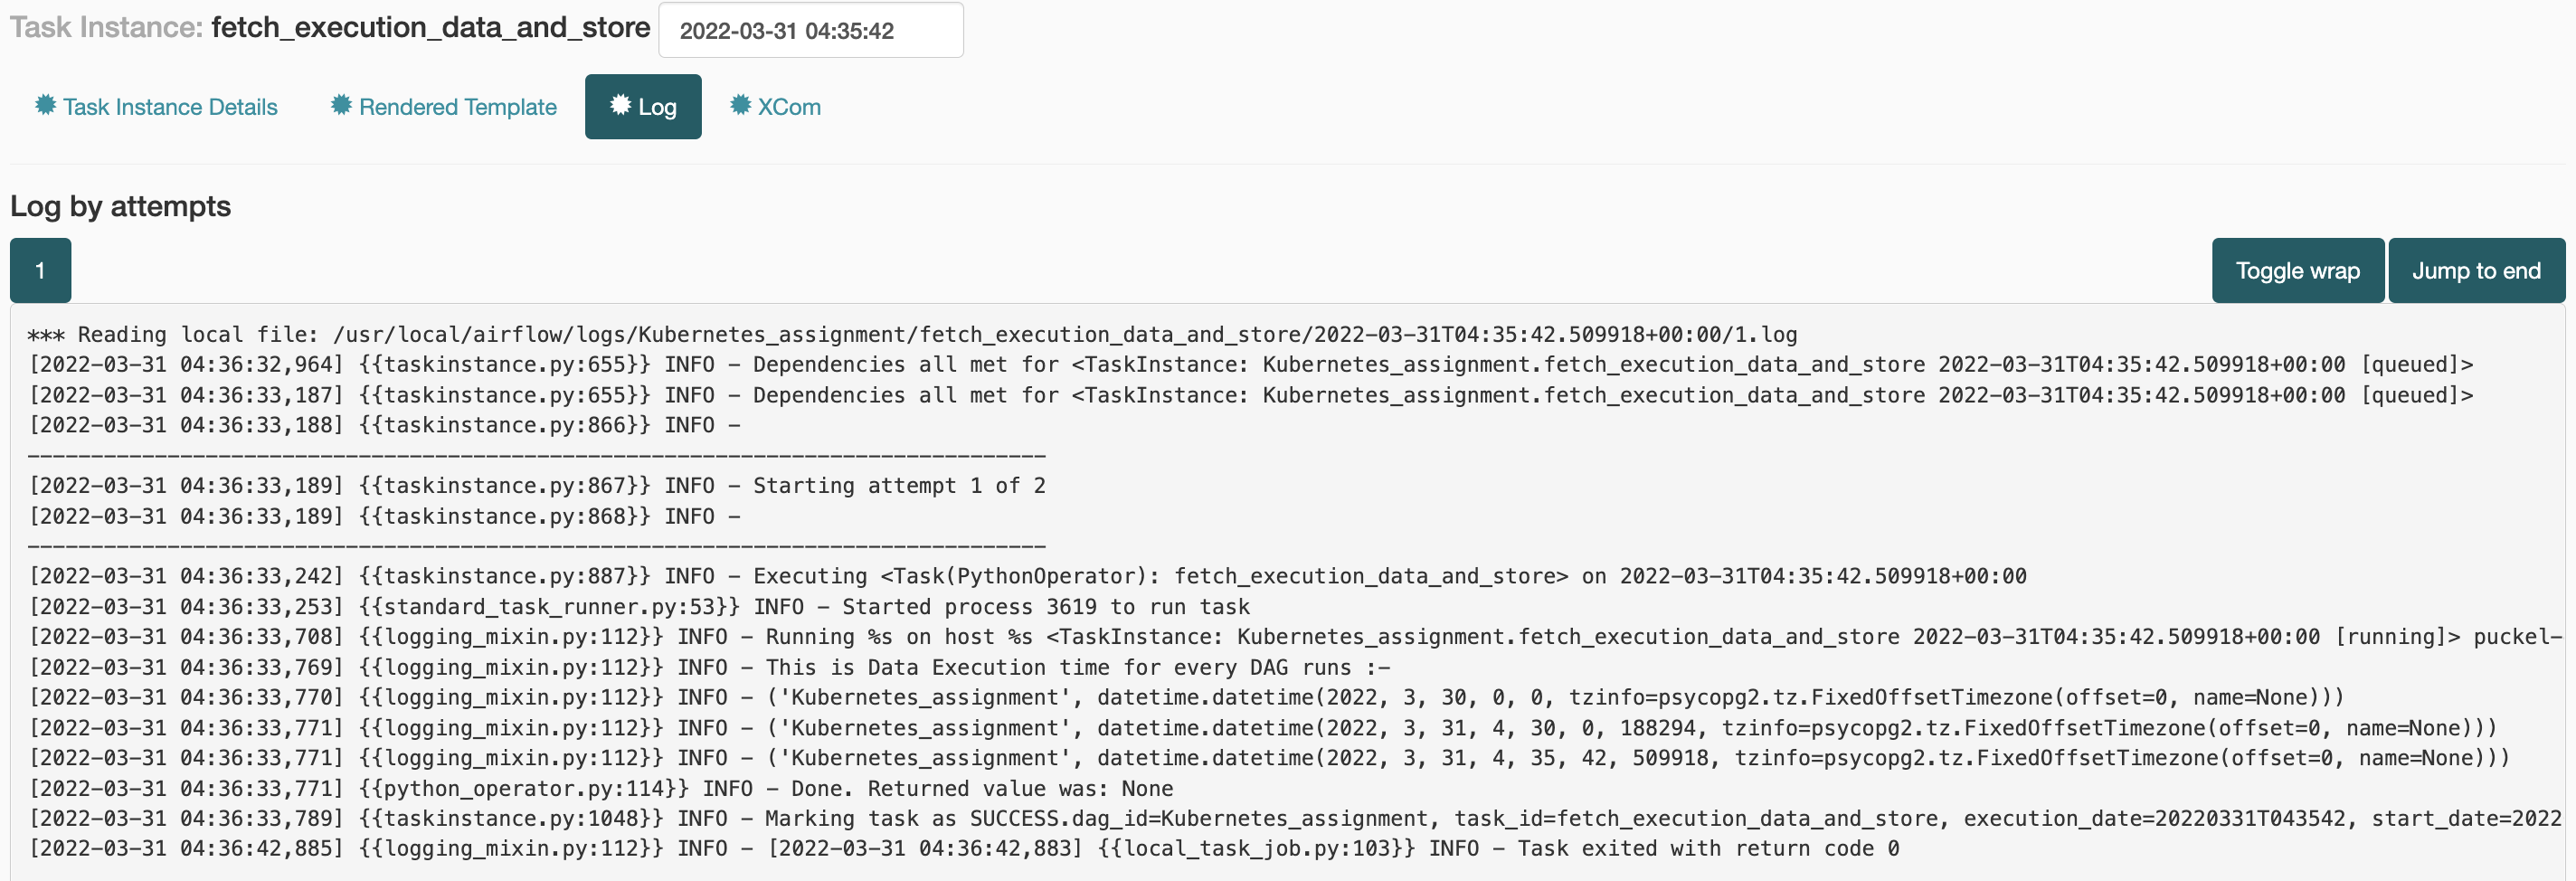 Task Instance: fetch_execution_data_and_store 2022-03-31 04:35:42
Task Instance Details Rendered Template Log XCom
Log by attempts
1 Toggle wrap Jump to end
*** Reading local file: /usr/local/airflow/logs/Kubernetes_assignment/fetch_execution_data_and_store/2022-03-31T04:35:42.509918+00:00/1.log
[2022-03-31 04:36:32,964] {{taskinstance.py:655}} INFO - Dependencies all met for <TaskInstance: Kubernetes_assignment.fetch_execution_data_and_store 2022-03-31T04:35:42.509918+00:00 [queued]>
[2022-03-31 04:36:33,187] {{taskinstance.py:655}} INFO - Dependencies all met for <TaskInstance: Kubernetes_assignment.fetch_execution_data_and_store 2022-03-31T04:35:42.509918+00:00 [queued]>
[2022-03-31 04:36:33,188] {{taskinstance.py:866}} INFO -
--------------------------------------------------------------------------------
[2022-03-31 04:36:33,189] {{taskinstance.py:867}} INFO - Starting attempt 1 of 2
[2022-03-31 04:36:33,189] {{taskinstance.py:868}} INFO -
--------------------------------------------------------------------------------
[2022-03-31 04:36:33,242] {{taskinstance.py:887}} INFO - Executing <Task(PythonOperator): fetch_execution_data_and_store> on 2022-03-31T04:35:42.509918+00:00
[2022-03-31 04:36:33,253] {{standard_task_runner.py:53}} INFO - Started process 3619 to run task
[2022-03-31 04:36:33,708] {{logging_mixin.py:112}} INFO - Running %s on host %s <TaskInstance: Kubernetes_assignment.fetch_execution_data_and_store 2022-03-31T04:35:42.509918+00:00 [running]> puckel-
[2022-03-31 04:36:33,769] {{logging_mixin.py:112}} INFO - This is Data Execution time for every DAG runs :-
[2022-03-31 04:36:33,770] {{logging_mixin.py:112}} INFO - ('Kubernetes_assignment', datetime.datetime(2022, 3, 30, 0, 0, tzinfo=psycopg2.tz.FixedOffsetTimezone(offset=0, name=None)))
[2022-03-31 04:36:33,771] {{logging_mixin.py:112}} INFO - ('Kubernetes_assignment', datetime.datetime(2022, 3, 31, 4, 30, 0, 188294, tzinfo=psycopg2.tz.FixedOffsetTimezone(offset=0, name=None)))
[2022-03-31 04:36:33,771] {{logging_mixin.py:112}} INFO - ('Kubernetes_assignment', datetime.datetime(2022, 3, 31, 4, 35, 42, 509918, tzinfo=psycopg2.tz.FixedOffsetTimezone(offset=0, name=None)))
[2022-03-31 04:36:33,771] {{python_operator.py:114}} INFO - Done. Returned value was: None
[2022-03-31 04:36:33,789] {{taskinstance.py:1048}} INFO - Marking task as SUCCESS.dag_id=Kubernetes_assignment, task_id=fetch_execution_data_and_store, execution_date=20220331T043542, start_date=2022
[2022-03-31 04:36:42,885] {{logging_mixin.py:112}} INFO - [2022-03-31 04:36:42,883] {{local_task_job.py:103}} INFO - Task exited with return code 0